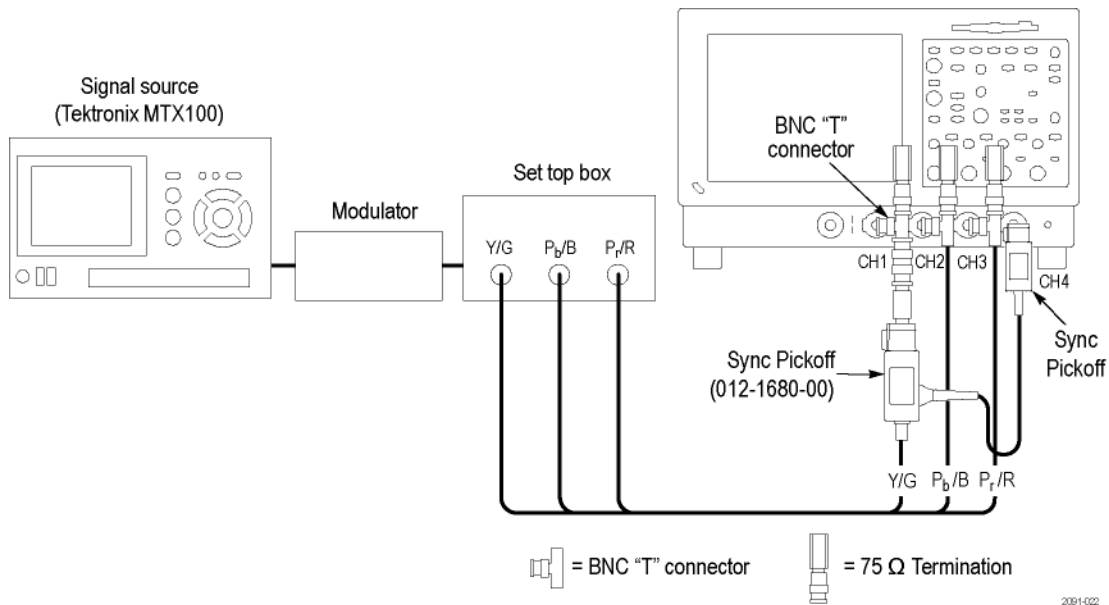 Signal source
(Tektronix MTX100)
Modulator
Set top box
Y/G
Pb/B
Pr/R
BNC “T”
connector
CH1
CH2
CH3
CH4
Sync
Pickoff
Sync Pickoff
(012-1680-00)
Y/G
Pb/B
Pr/R
= BNC “T” connector
= 75 Ω Termination
2091-022